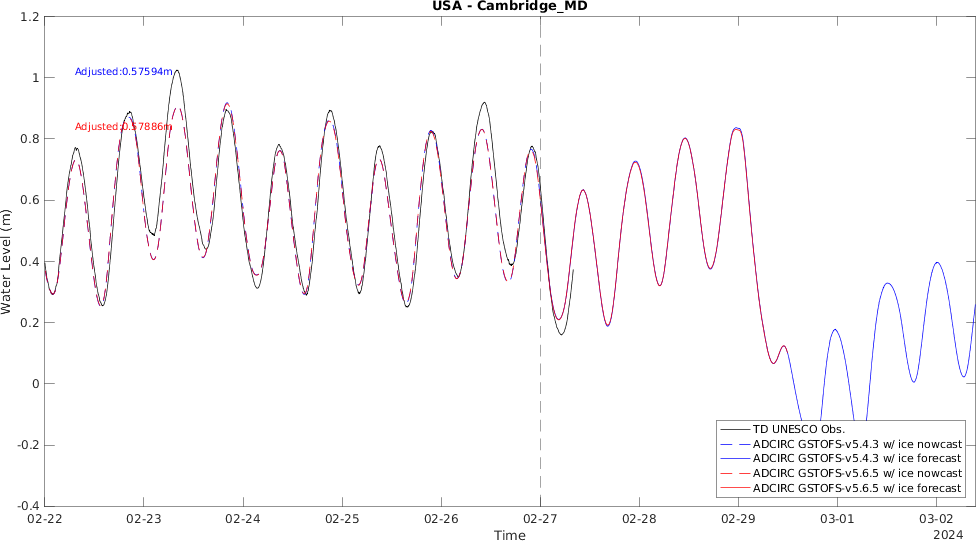 USA - Cambridge_MD
1.2
1
0.8
0.6
0.4
0.2
0
-0.2
-0.4
Water Level (m)
Adjusted:0.57594m
Adjusted:0.57886m
TD UNESCO Obs.
ADCIRC GSTOFS-v5.4.3 w/ ice nowcast
ADCIRC GSTOFS-v5.4.3 w/ ice forecast
ADCIRC GSTOFS-v5.6.5 w/ ice nowcast
ADCIRC GSTOFS-v5.6.5 w/ ice forecast
02-22 02-23 02-24 02-25 02-26 02-27 02-28 02-29 03-01 03-02
Time
2024